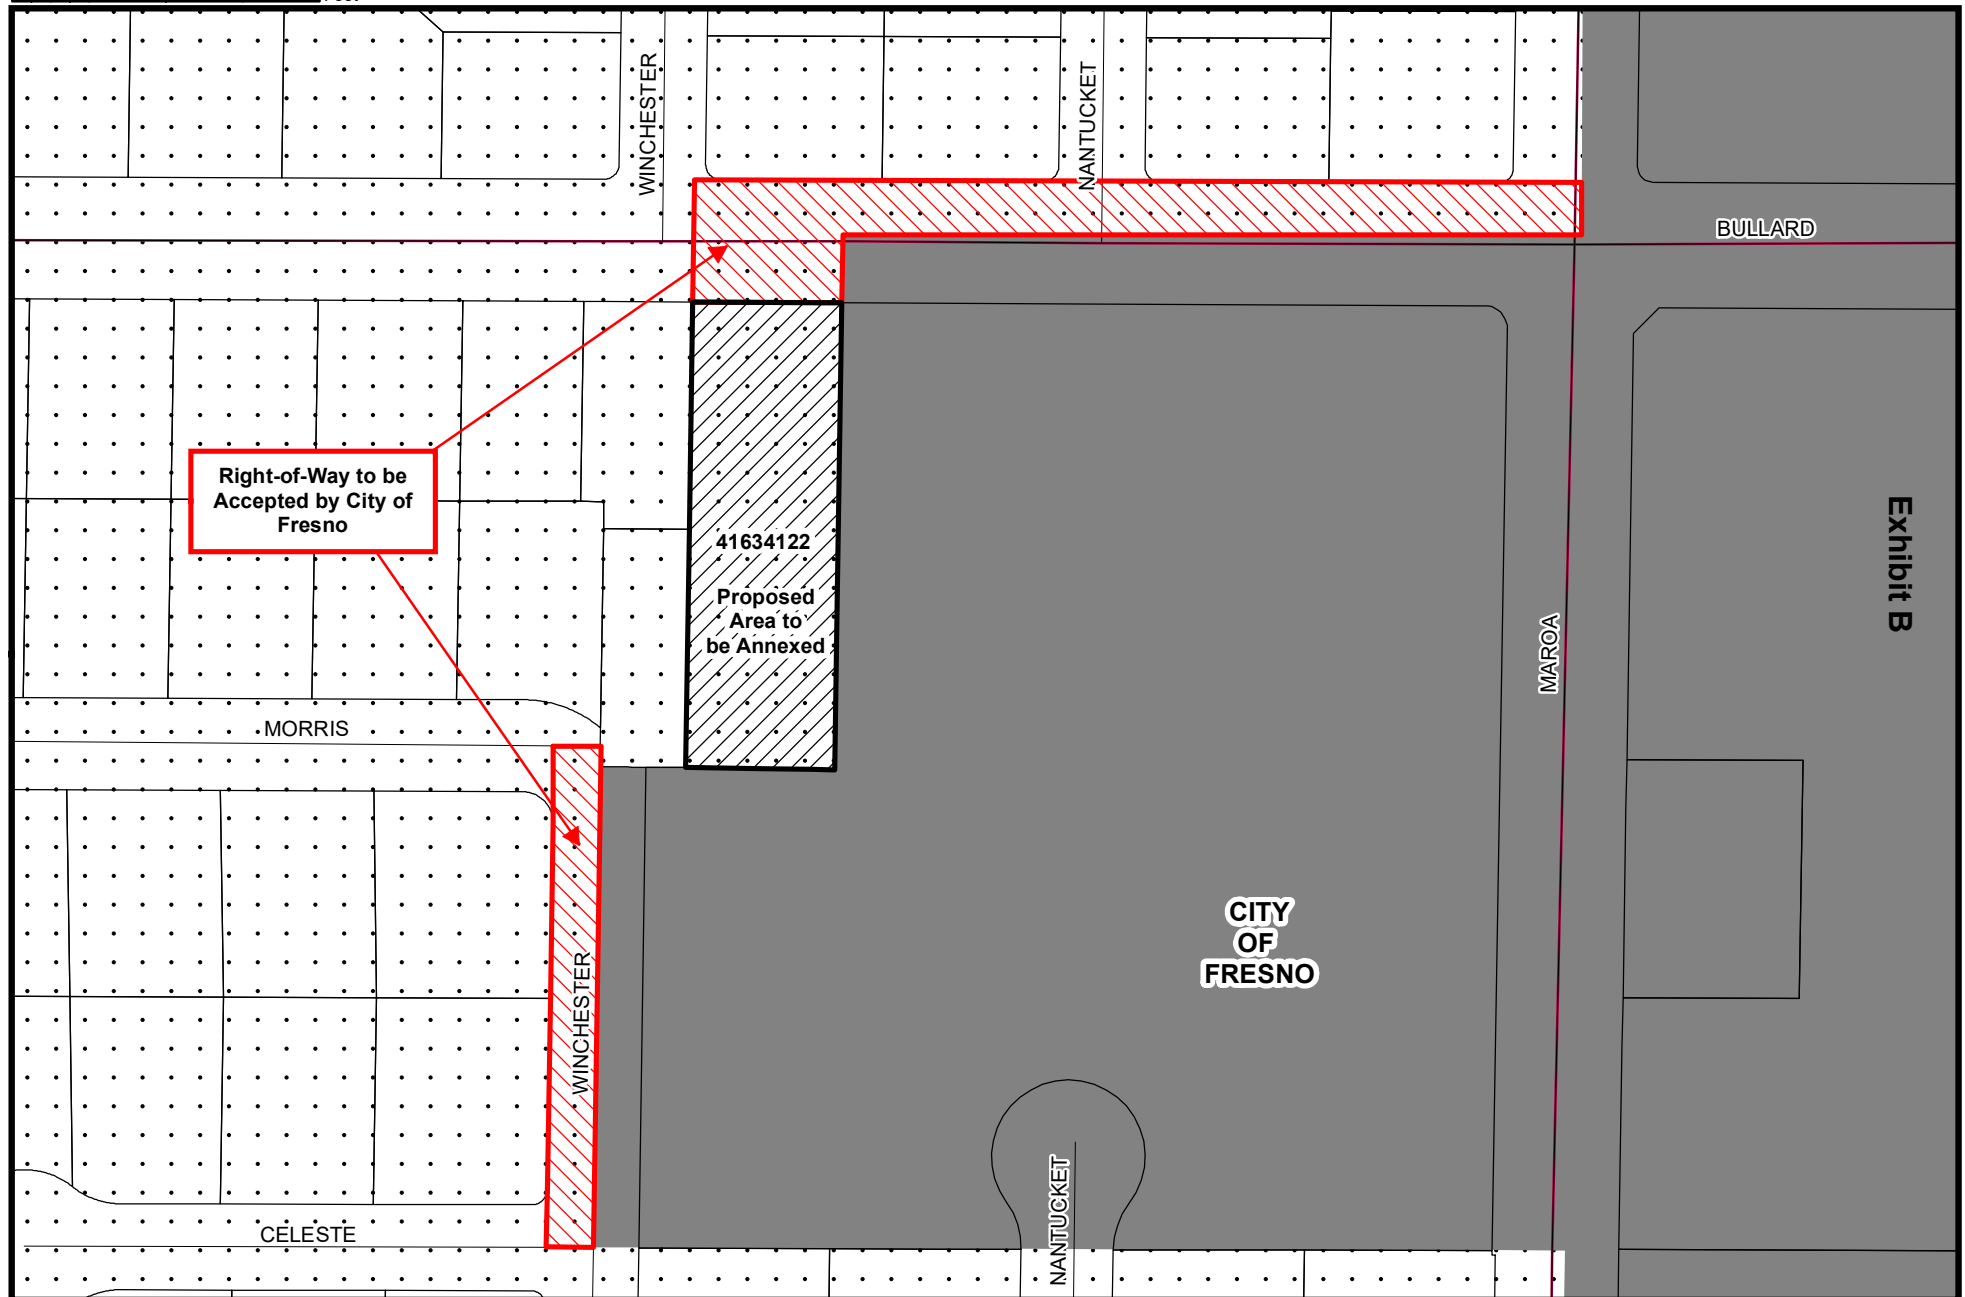 WINCHESTER
NANTUCKET
BULLARD
Right-of-Way to be
Accepted by City of
Fresno
41634122
Proposed
Area to
be Annexed
Exhibit B
MAROA
MORRIS
CITY
OF
FRESNO
WINCHESTER
NANTUCKET
CELESTE